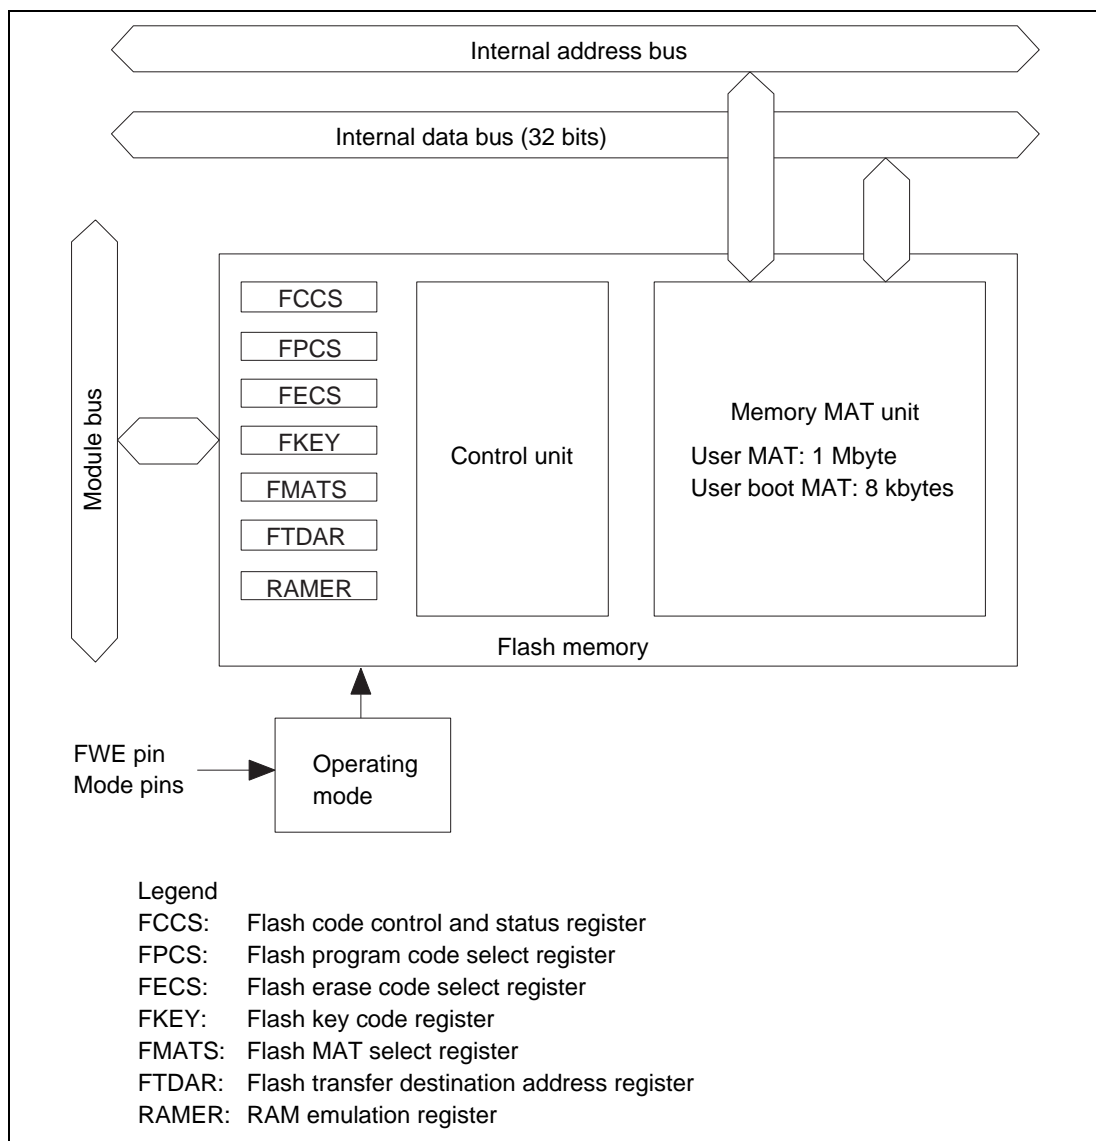 Internal address bus
Internal data bus (32 bits)
Module bus
FCCS
FPCS
FECS
FKEY
FMATS
FTDAR
RAMER
Control unit
Memory MAT unit
User MAT: 1 Mbyte
User boot MAT: 8 kbytes
Flash memory
FWE pin
Mode pins
Operating
mode
Legend
FCCS: Flash code control and status register
FPCS: Flash program code select register
FECS: Flash erase code select register
FKEY: Flash key code register
FMATS: Flash MAT select register
FTDAR: Flash transfer destination address register
RAMER: RAM emulation register